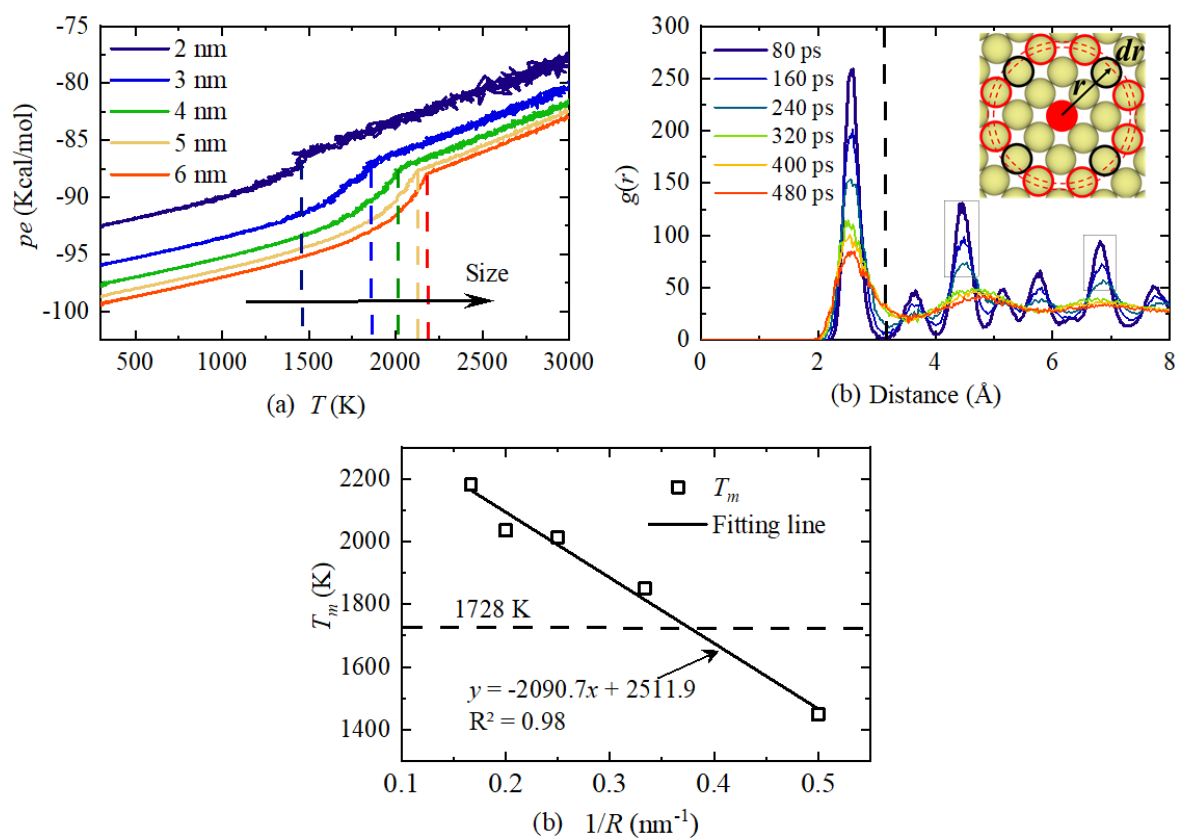 -75
-80
-85
-90
-95
-100
pe (Kcal/mol)
2 nm
3 nm
4 nm
5 nm
6 nm
Size
500 1000 1500 2000 2500 3000
(a) T (K)
300
250
200
150
100
50
0
g(r)
80 ps
160 ps
240 ps
320 ps
400 ps
480 ps
dr
r
0 2 4 6 8
(b) Distance (Å)
2200
2000
1800
1600
1400
T_m (K)
T_m
Fitting line
1728 K
y = -2090.7x + 2511.9
R² = 0.98
0.1 0.2 0.3 0.4 0.5
(b) 1/R (nm⁻¹)